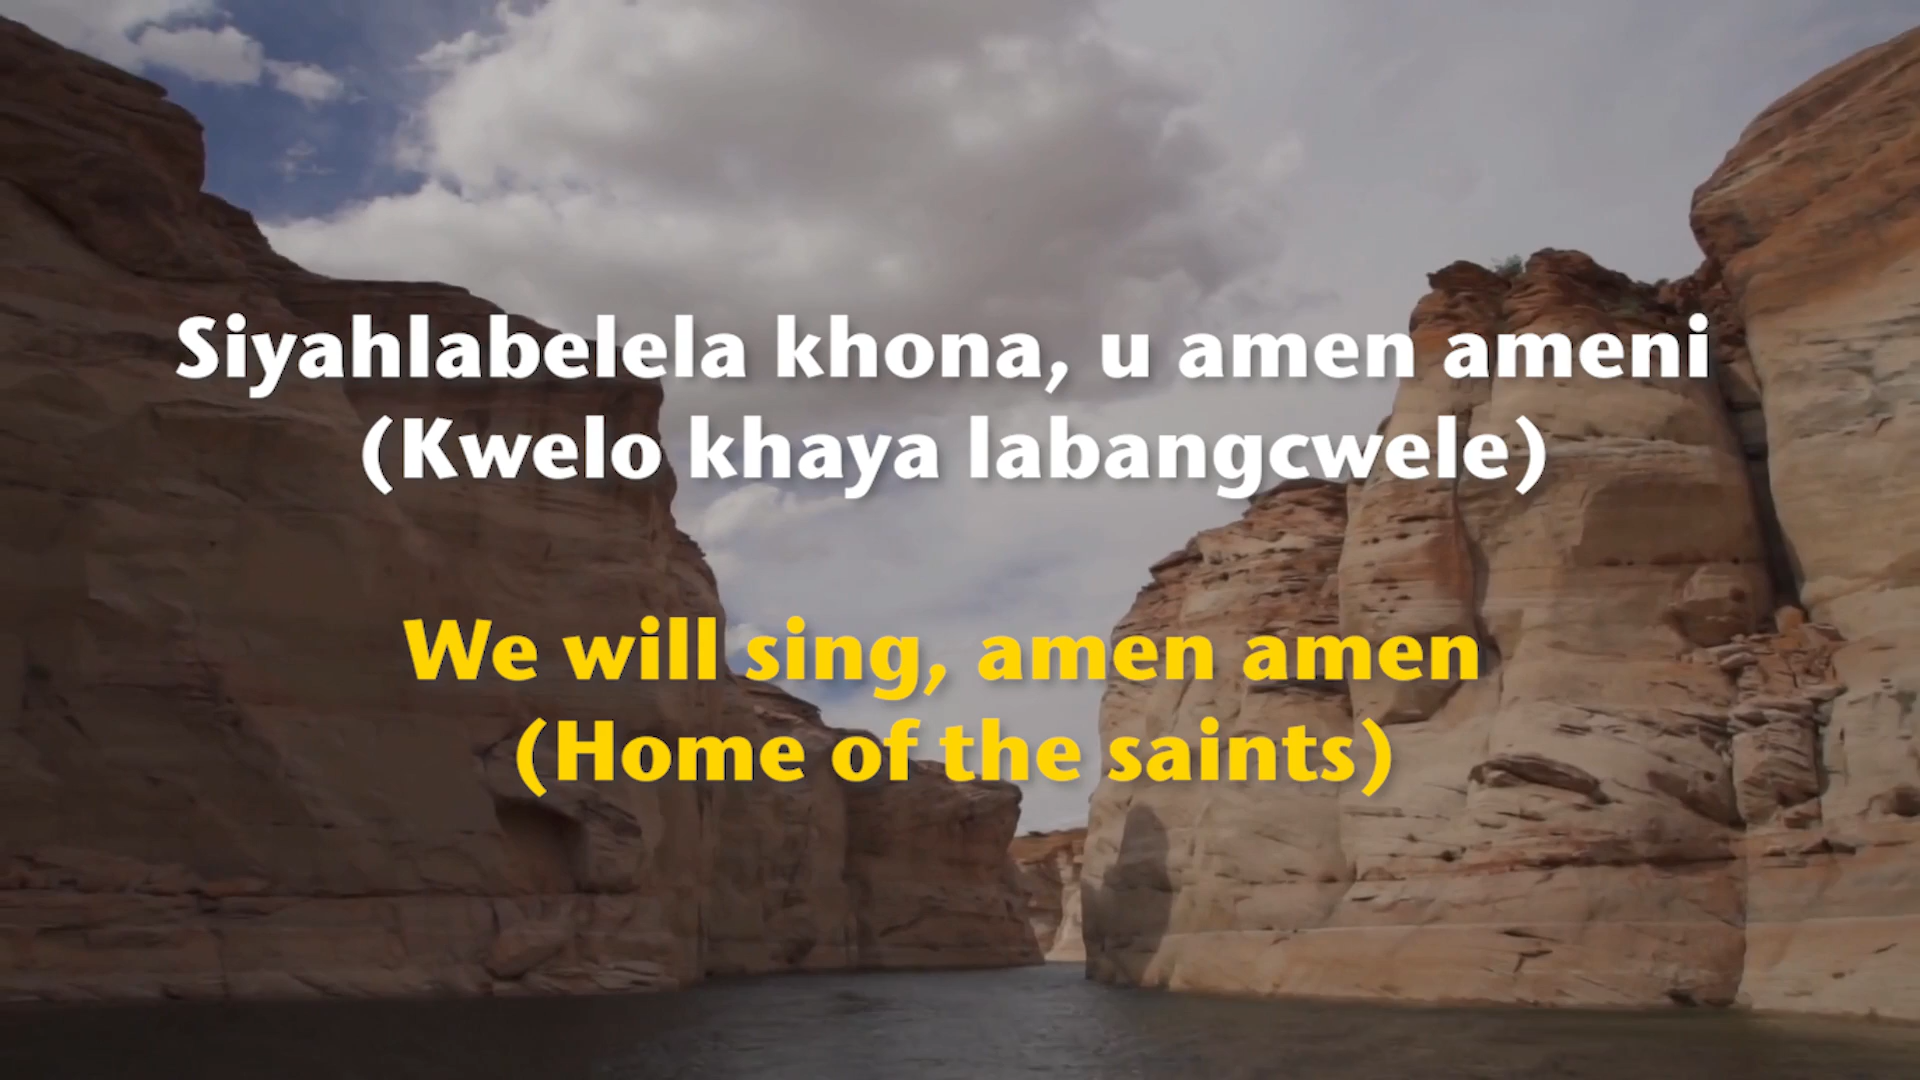 Siyahlabelela khona, u amen ameni
(Kwelo khaya labangcwele)
We will sing, amen amen
(Home of the saints)